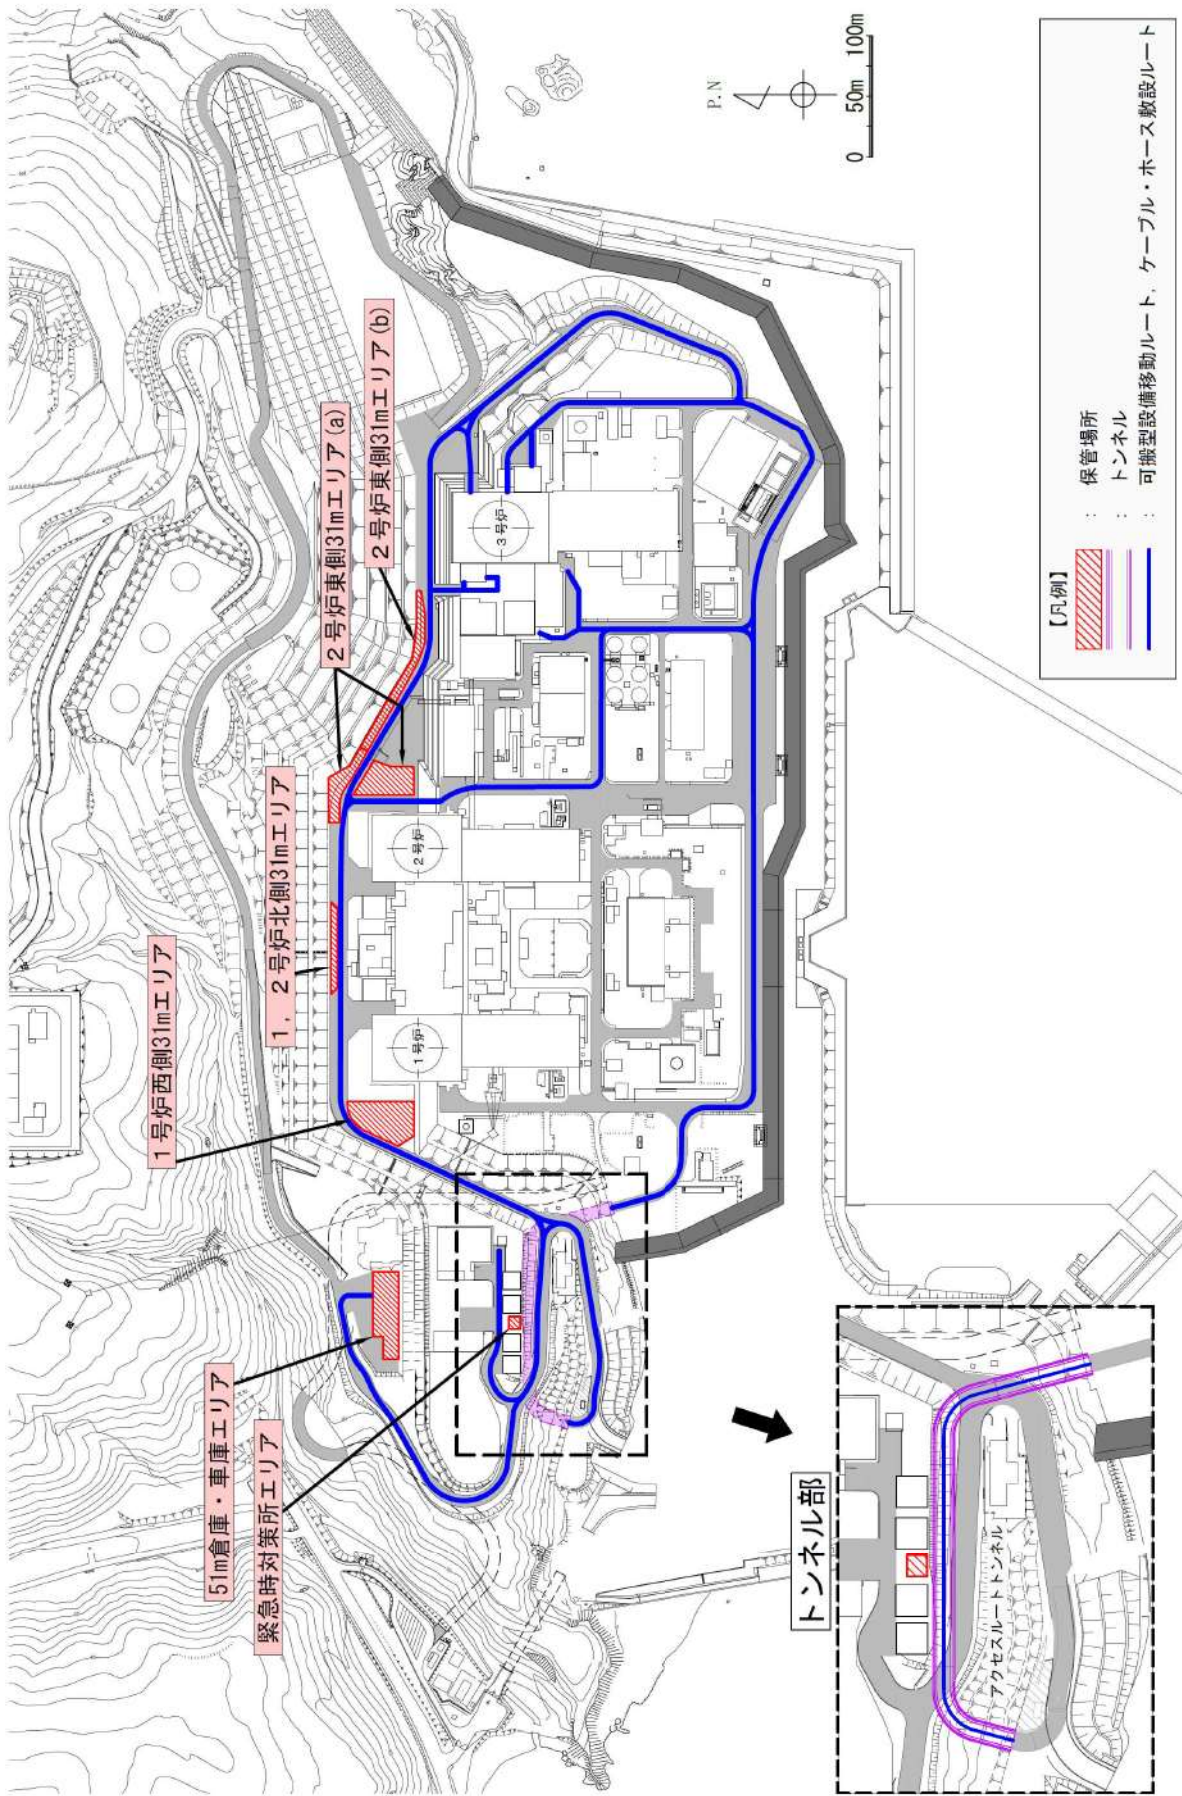 51m倉庫・車庫エリア
緊急時対策所エリア
1号炉西側31mエリア
1，2号炉北側31mエリア
2号炉東側31mエリア(a)
2号炉東側31mエリア(b)
1号炉
2号炉
3号炉
P.N
0 50m 100m
トンネル部
アクセスルートトンネル
【凡例】
： 保管場所
： トンネル
： 可搬型設備移動ルート，ケーブル・ホース敷設ルート